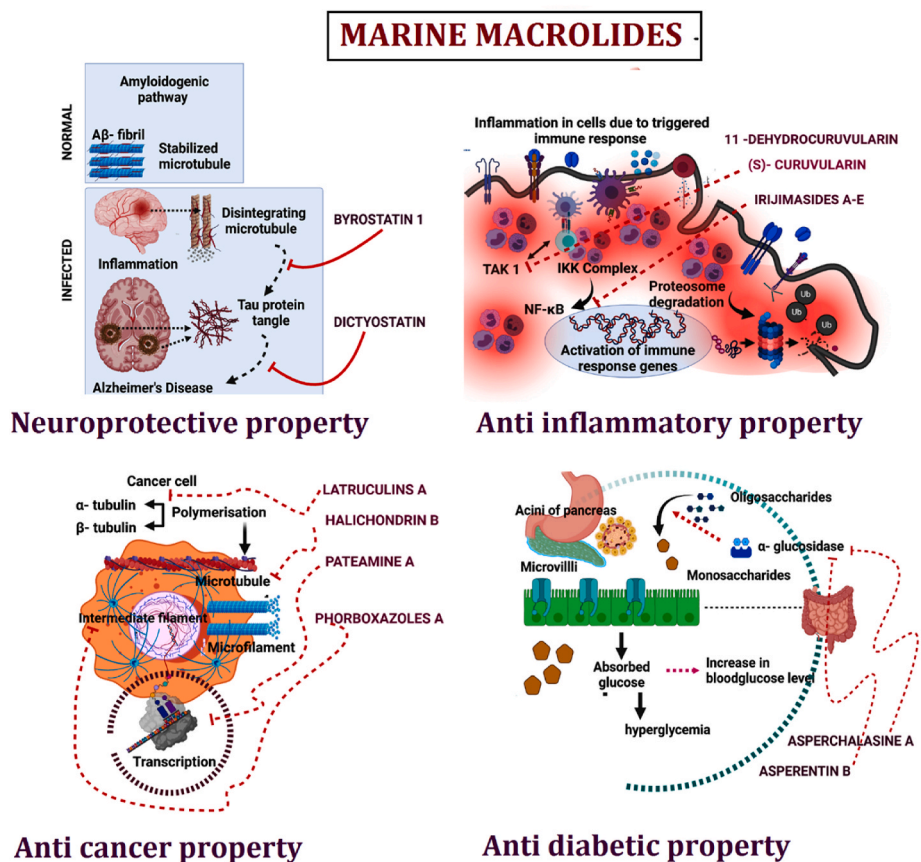 MARINE MACROLIDES
Amyloidogenic
pathway
NORMAL
Aβ- fibril
Stabilized
microtubule
INFECTED
Disintegrating
microtubule
Inflammation
Tau protein
tangle
Alzheimer's Disease
BYROSTATIN 1
DICTYOSTATIN
Neuroprotective property
Inflammation in cells due to triggered
immune response
11 -DEHYDROCURUVULARIN
(S)- CURUVULARIN
IRIJIMASIDES A-E
TAK 1
IKK Complex
NF-κB
Proteosome
degradation
Ub
Ub
Ub
Activation of immune
response genes
Anti inflammatory property
Cancer cell
α- tubulin
β- tubulin
Polymerisation
LATRUCULINS A
HALICHONDRIN B
PATEAMINE A
PHORBOXAZOLES A
Microtubule
Intermediate filament
Microfilament
Transcription
Anti cancer property
Acini of pancreas
Microvillli
Oligosaccharides
α- glucosidase
Monosaccharides
Absorbed
glucose
Increase in
bloodglucose level
hyperglycemia
ASPERCHALASINE A
ASPERENTIN B
Anti diabetic property